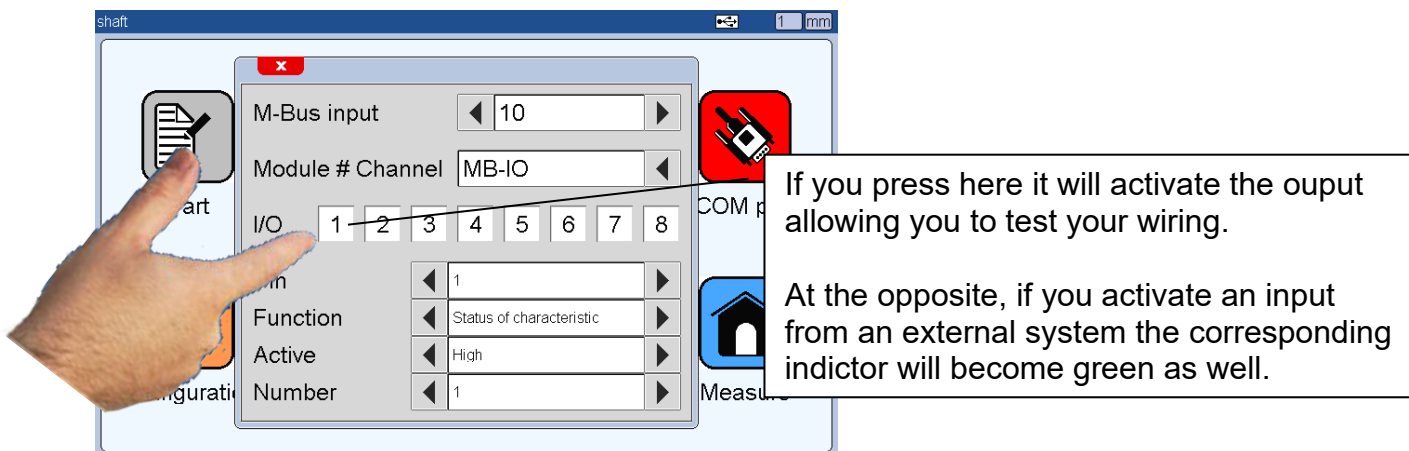 shaft
1 mm
x
M-Bus input 10
Module # Channel MB-IO
I/O 1 2 3 4 5 6 7 8
1
Function Status of characteristic
Active High
Number 1
COM p
Measure
If you press here it will activate the ouput
allowing you to test your wiring.
At the opposite, if you activate an input
from an external system the corresponding
indictor will become green as well.